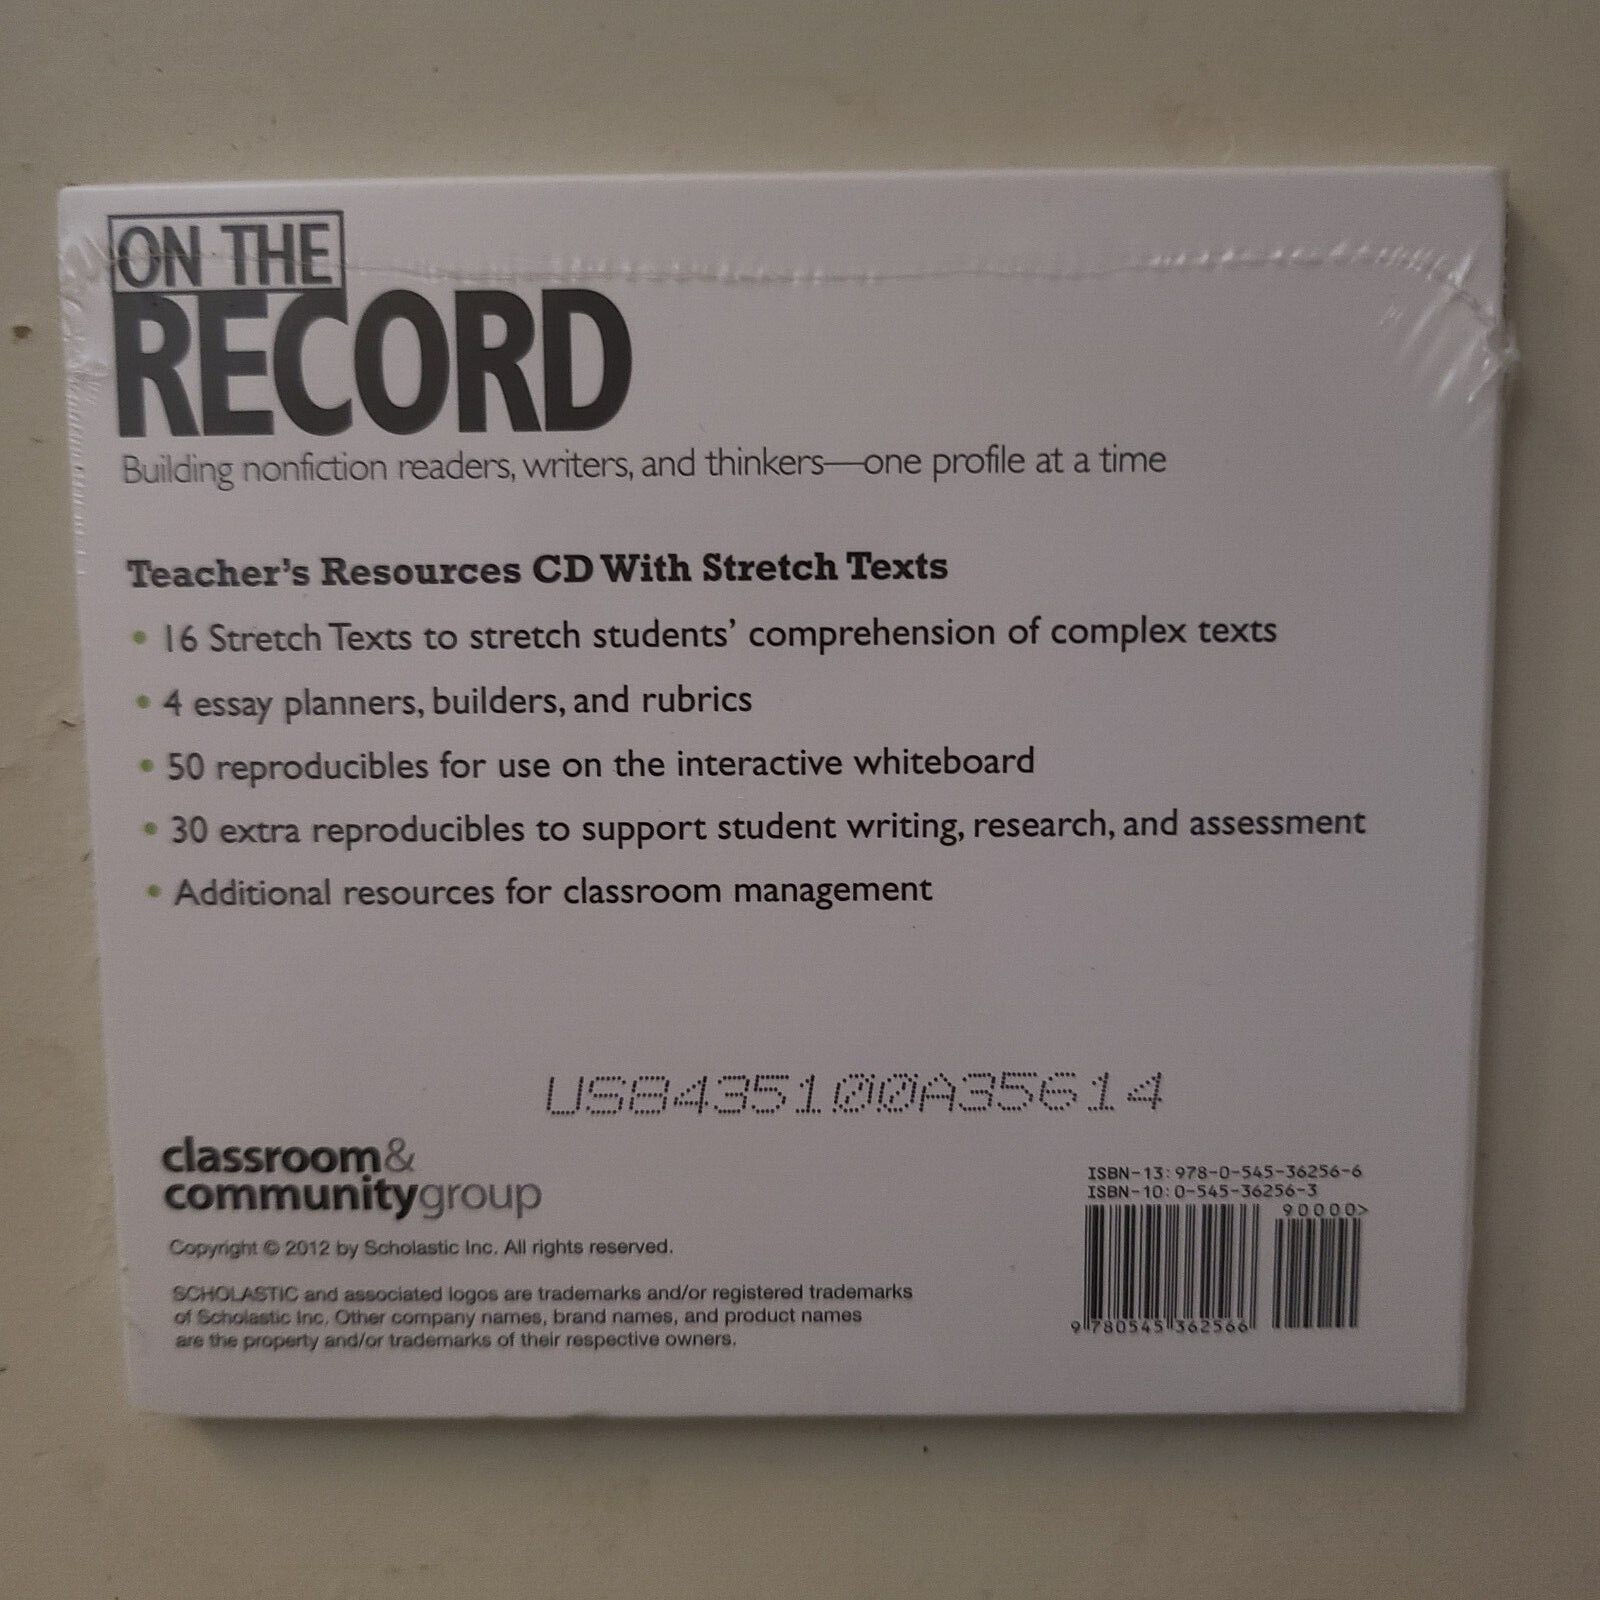 ON THE
RECORD
Building nonfiction readers, writers, and thinkers—one profile at a time
Teacher's Resources CD With Stretch Texts
• 16 Stretch Texts to stretch students' comprehension of complex texts
• 4 essay planners, builders, and rubrics
• 50 reproducibles for use on the interactive whiteboard
• 30 extra reproducibles to support student writing, research, and assessment
• Additional resources for classroom management
US8435100A35614
classroom&
communitygroup
Copyright © 2012 by Scholastic Inc. All rights reserved.
SCHOLASTIC and associated logos are trademarks and/or registered trademarks
of Scholastic Inc. Other company names, brand names, and product names
are the property and/or trademarks of their respective owners.
ISBN-13: 978-0-545-36256-6
ISBN-10: 0-545-36256-3
90000>
9 780545 362566